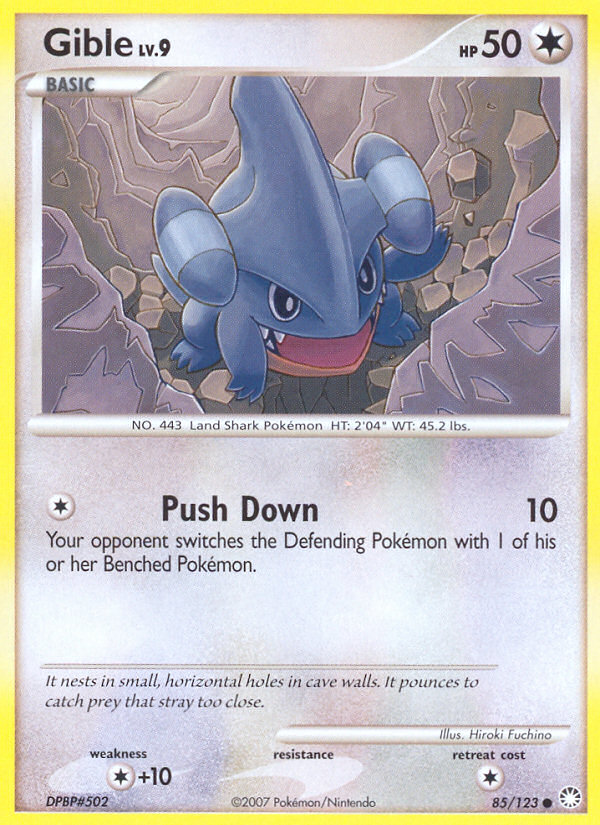 Gible LV.9 HP 50
BASIC
NO. 443 Land Shark Pokémon HT: 2'04" WT: 45.2 lbs.
Push Down 10
Your opponent switches the Defending Pokémon with 1 of his
or her Benched Pokémon.
It nests in small, horizontal holes in cave walls. It pounces to
catch prey that stray too close.
Illus. Hiroki Fuchino
weakness resistance retreat cost
+10
DPBP#502 ©2007 Pokémon/Nintendo 85/123